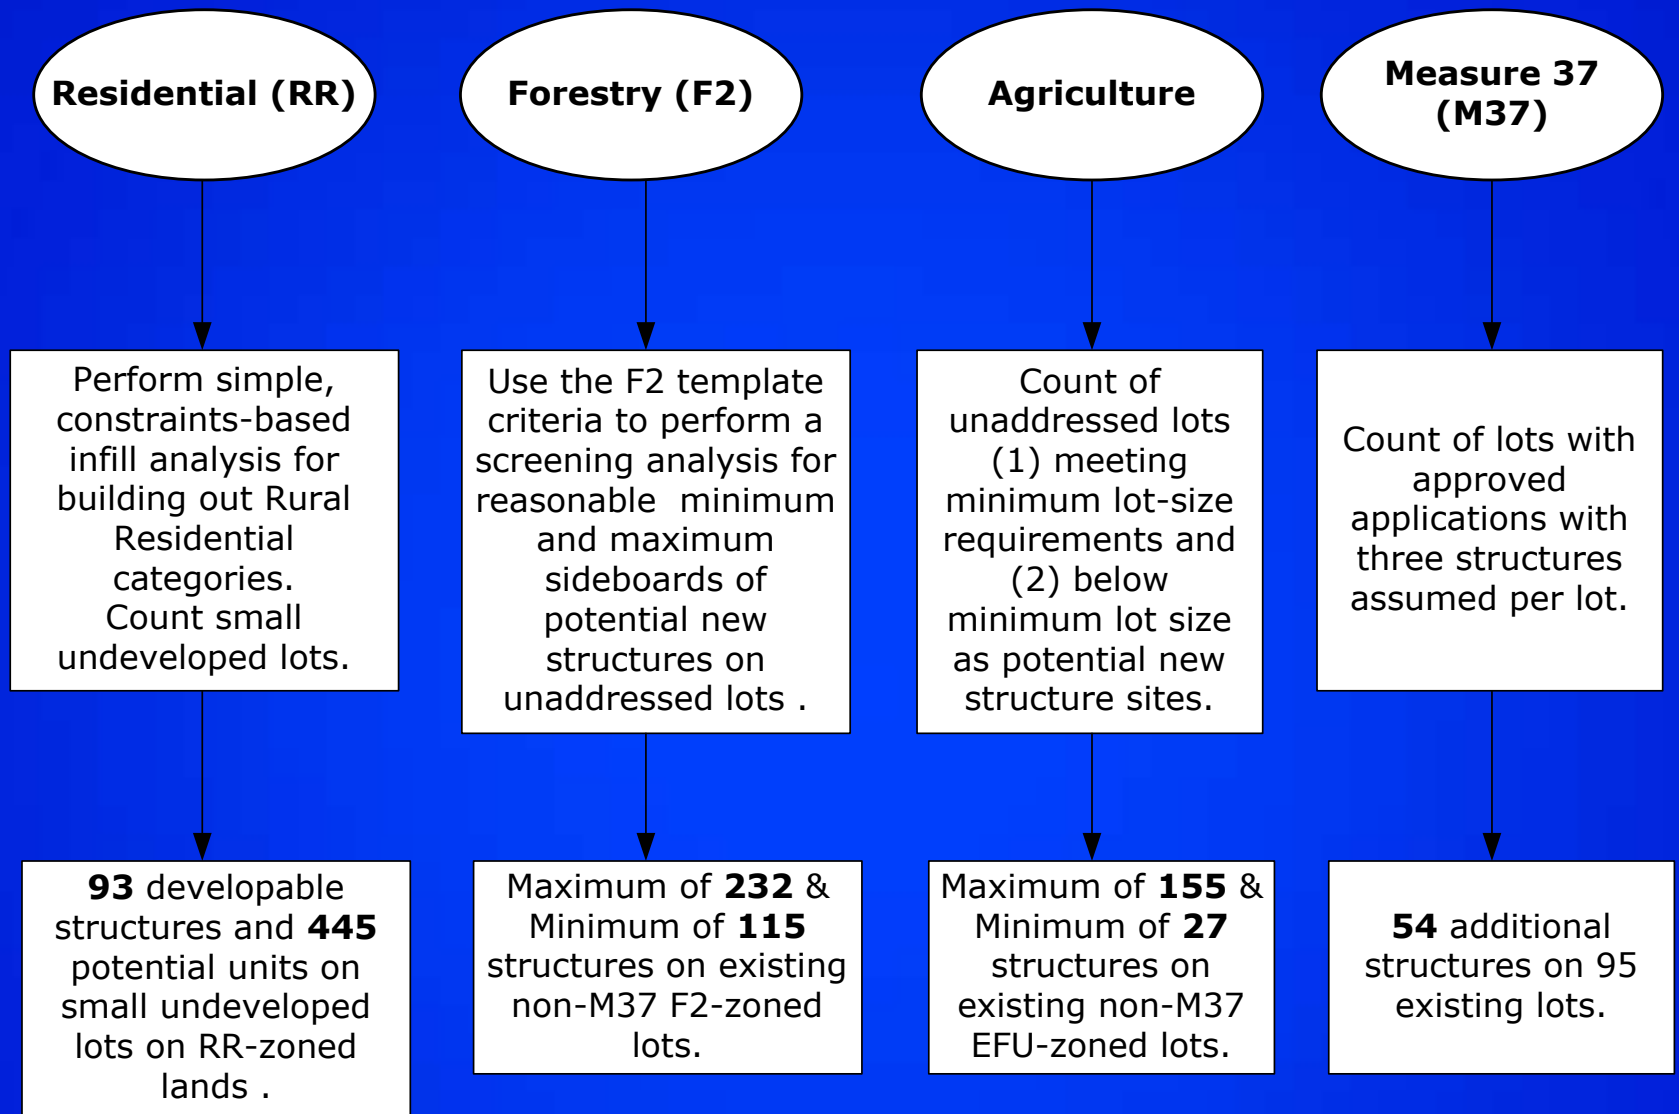 Residential (RR)
Forestry (F2)
Agriculture
Measure 37
(M37)
Perform simple,
constraints-based
infill analysis for
building out Rural
Residential
categories.
Count small
undeveloped lots.
Use the F2 template
criteria to perform a
screening analysis for
reasonable minimum
and maximum
sideboards of
potential new
structures on
unaddressed lots .
Count of
unaddressed lots
(1) meeting
minimum lot-size
requirements and
(2) below
minimum lot size
as potential new
structure sites.
Count of lots with
approved
applications with
three structures
assumed per lot.
93 developable
structures and 445
potential units on
small undeveloped
lots on RR-zoned
lands .
Maximum of 232 &
Minimum of 115
structures on existing
non-M37 F2-zoned
lots.
Maximum of 155 &
Minimum of 27
structures on
existing non-M37
EFU-zoned lots.
54 additional
structures on 95
existing lots.